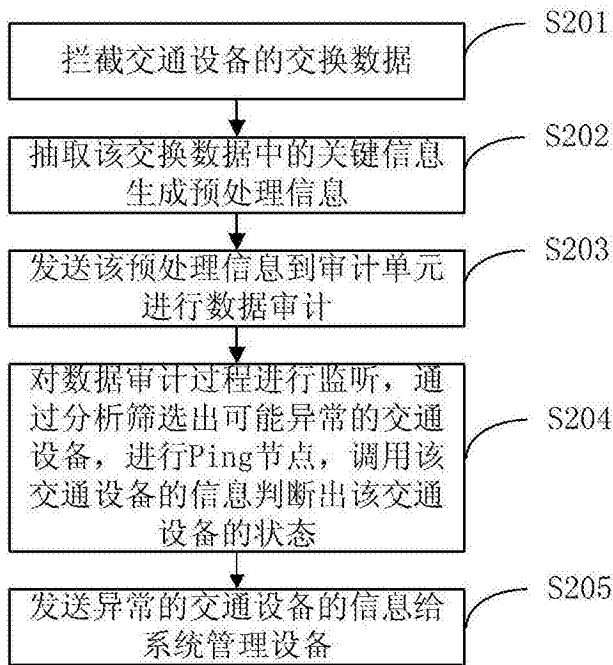 S201
拦截交通设备的交换数据
S202
抽取该交换数据中的关键信息
生成预处理信息
S203
发送该预处理信息到审计单元
进行数据审计
S204
对数据审计过程进行监听，通
过分析筛选出可能异常的交通
设备，进行Ping节点，调用该
交通设备的信息判断出该交通
设备的状态
S205
发送异常的交通设备的信息给
系统管理设备